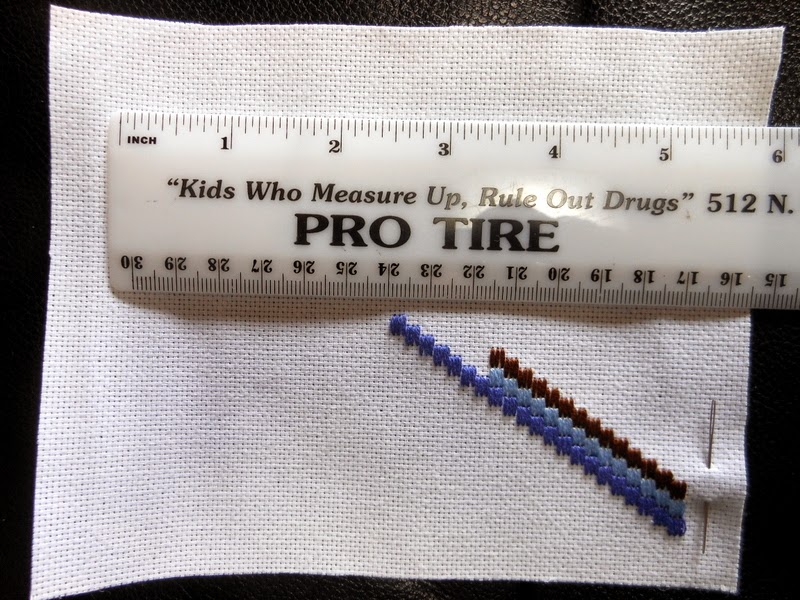 INCH 1 2 3 4 5 6
"Kids Who Measure Up, Rule Out Drugs" 512 N.
PRO TIRE
30 29 28 27 26 25 24 23 22 21 20 19 18 17 16 15